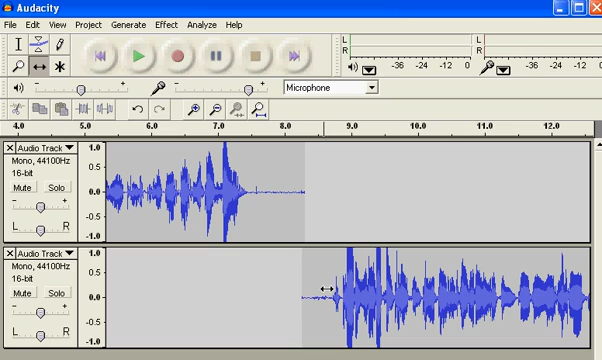 Audacity
File Edit View Project Generate Effect Analyze Help
L
R
-36 -24 -12 0
L
R
-36 -24 -12 0
Microphone
4.0 5.0 6.0 7.0 8.0 9.0 10.0 11.0 12.0
Audio Track
Mono, 44100Hz
16-bit
Mute Solo
- +
L R
1.0
0.5
0.0
-0.5
-1.0
Audio Track
Mono, 44100Hz
16-bit
Mute Solo
- +
L R
1.0
0.5
0.0
-0.5
-1.0